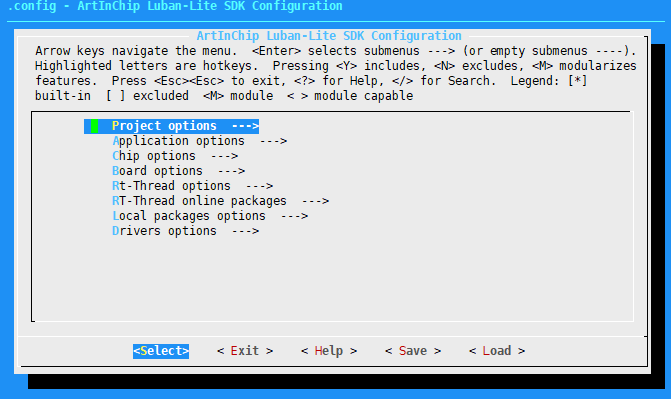 .config - ArtInChip Luban-Lite SDK Configuration
ArtInChip Luban-Lite SDK Configuration
Arrow keys navigate the menu.  <Enter> selects submenus ---> (or empty submenus ----).
Highlighted letters are hotkeys.  Pressing <Y> includes, <N> excludes, <M> modularizes
features.  Press <Esc><Esc> to exit, <?> for Help, </> for Search.  Legend: [*]
built-in  [ ] excluded  <M> module  < > module capable
Project options  --->
Application options  --->
Chip options  --->
Board options  --->
Rt-Thread options  --->
RT-Thread online packages  --->
Local packages options  --->
Drivers options  --->
<Select>    < Exit >    < Help >    < Save >    < Load >